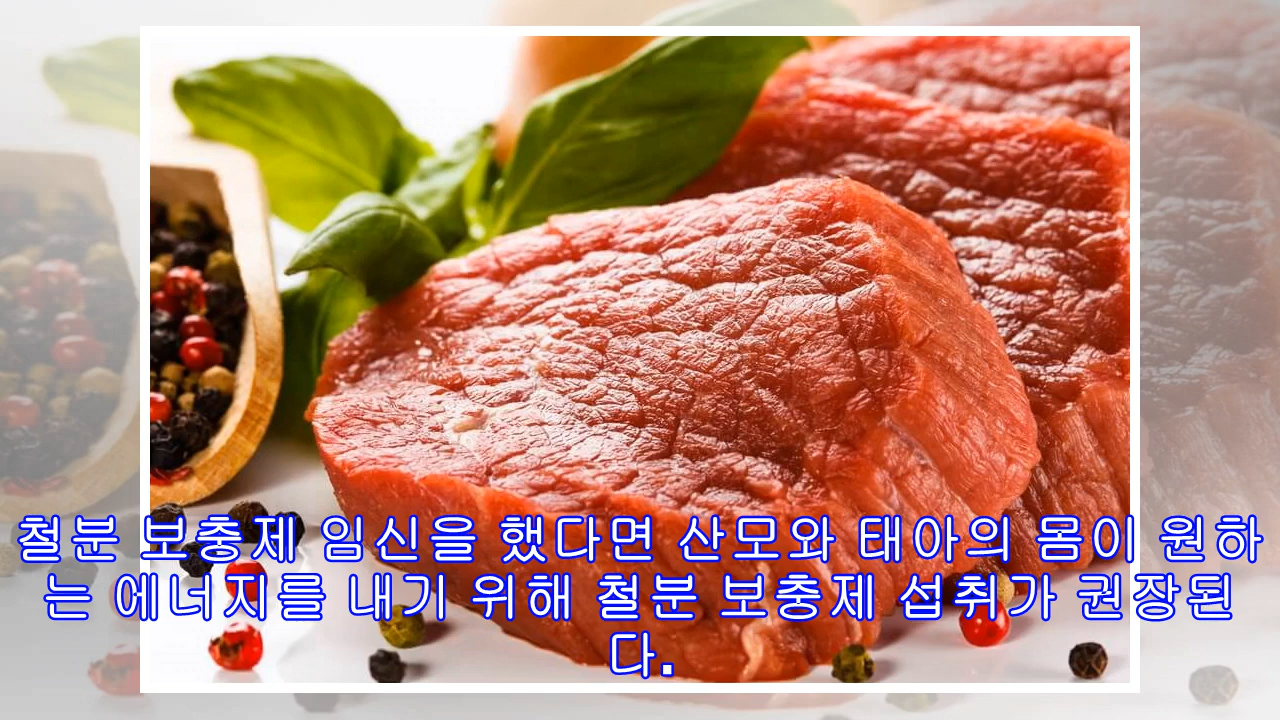 철분 보충제 임신을 했다면 산모와 태아의 몸이 원하
는 에너지를 내기 위해 철분 보충제 섭취가 권장된
다.